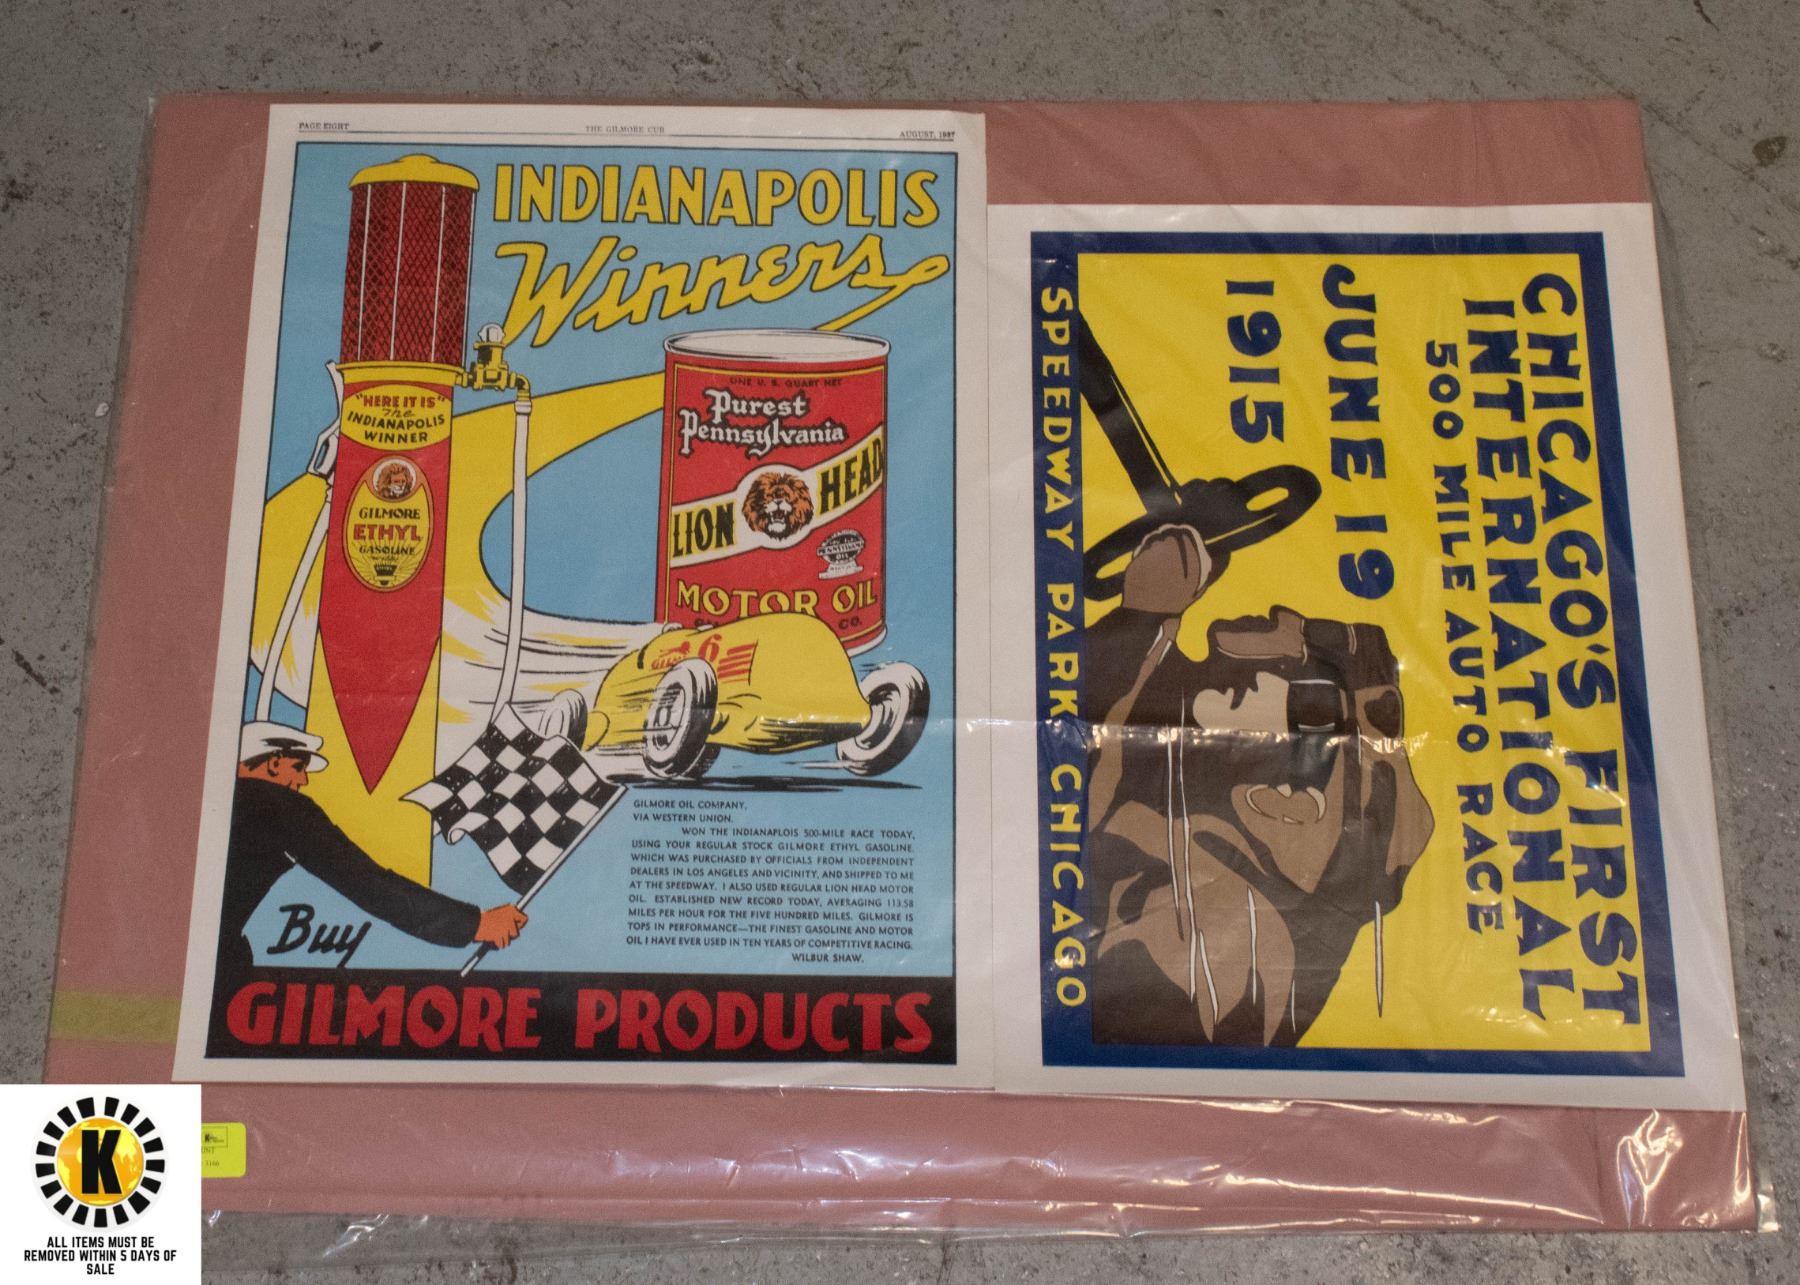 PAGE EIGHT
THE GILMORE CUB
AUGUST, 1937
INDIANAPOLIS
Winners
"HERE IT IS"
The
INDIANAPOLIS
WINNER
GILMORE
ETHYL
GASOLINE
ONE U. S. QUART NET
Purest
Pennsylvania
LION HEAD
MOTOR OIL
CO.
GILMORE
6
GILMORE OIL COMPANY,
VIA WESTERN UNION.
WON THE INDIANAPLOIS 500-MILE RACE TODAY,
USING YOUR REGULAR STOCK GILMORE ETHYL GASOLINE.
WHICH WAS PURCHASED BY OFFICIALS FROM INDEPENDENT
DEALERS IN LOS ANGELES AND VICINITY, AND SHIPPED TO ME
AT THE SPEEDWAY. I ALSO USED REGULAR LION HEAD MOTOR
OIL. ESTABLISHED NEW RECORD TODAY, AVERAGING 113.58
MILES PER HOUR FOR THE FIVE HUNDRED MILES. GILMORE IS
TOPS IN PERFORMANCE—THE FINEST GASOLINE AND MOTOR
OIL I HAVE EVER USED IN TEN YEARS OF COMPETITIVE RACING.
WILBUR SHAW.
Buy
GILMORE PRODUCTS
CHICAGO'S FIRST
INTERNATIONAL
500 MILE AUTO RACE
JUNE 19
1915
SPEEDWAY PARK CHICAGO
3166
K
ALL ITEMS MUST BE
REMOVED WITHIN 5 DAYS OF
SALE